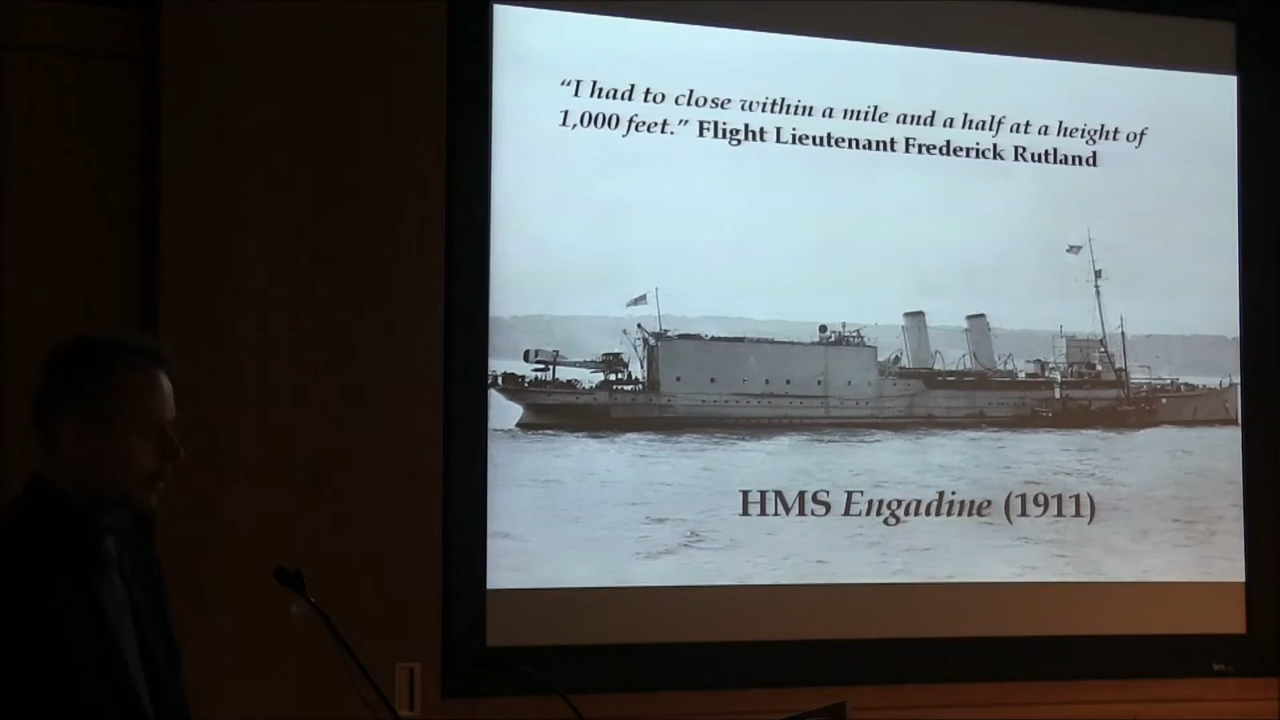 “I had to close within a mile and a half at a height of
1,000 feet.” Flight Lieutenant Frederick Rutland
HMS Engadine (1911)